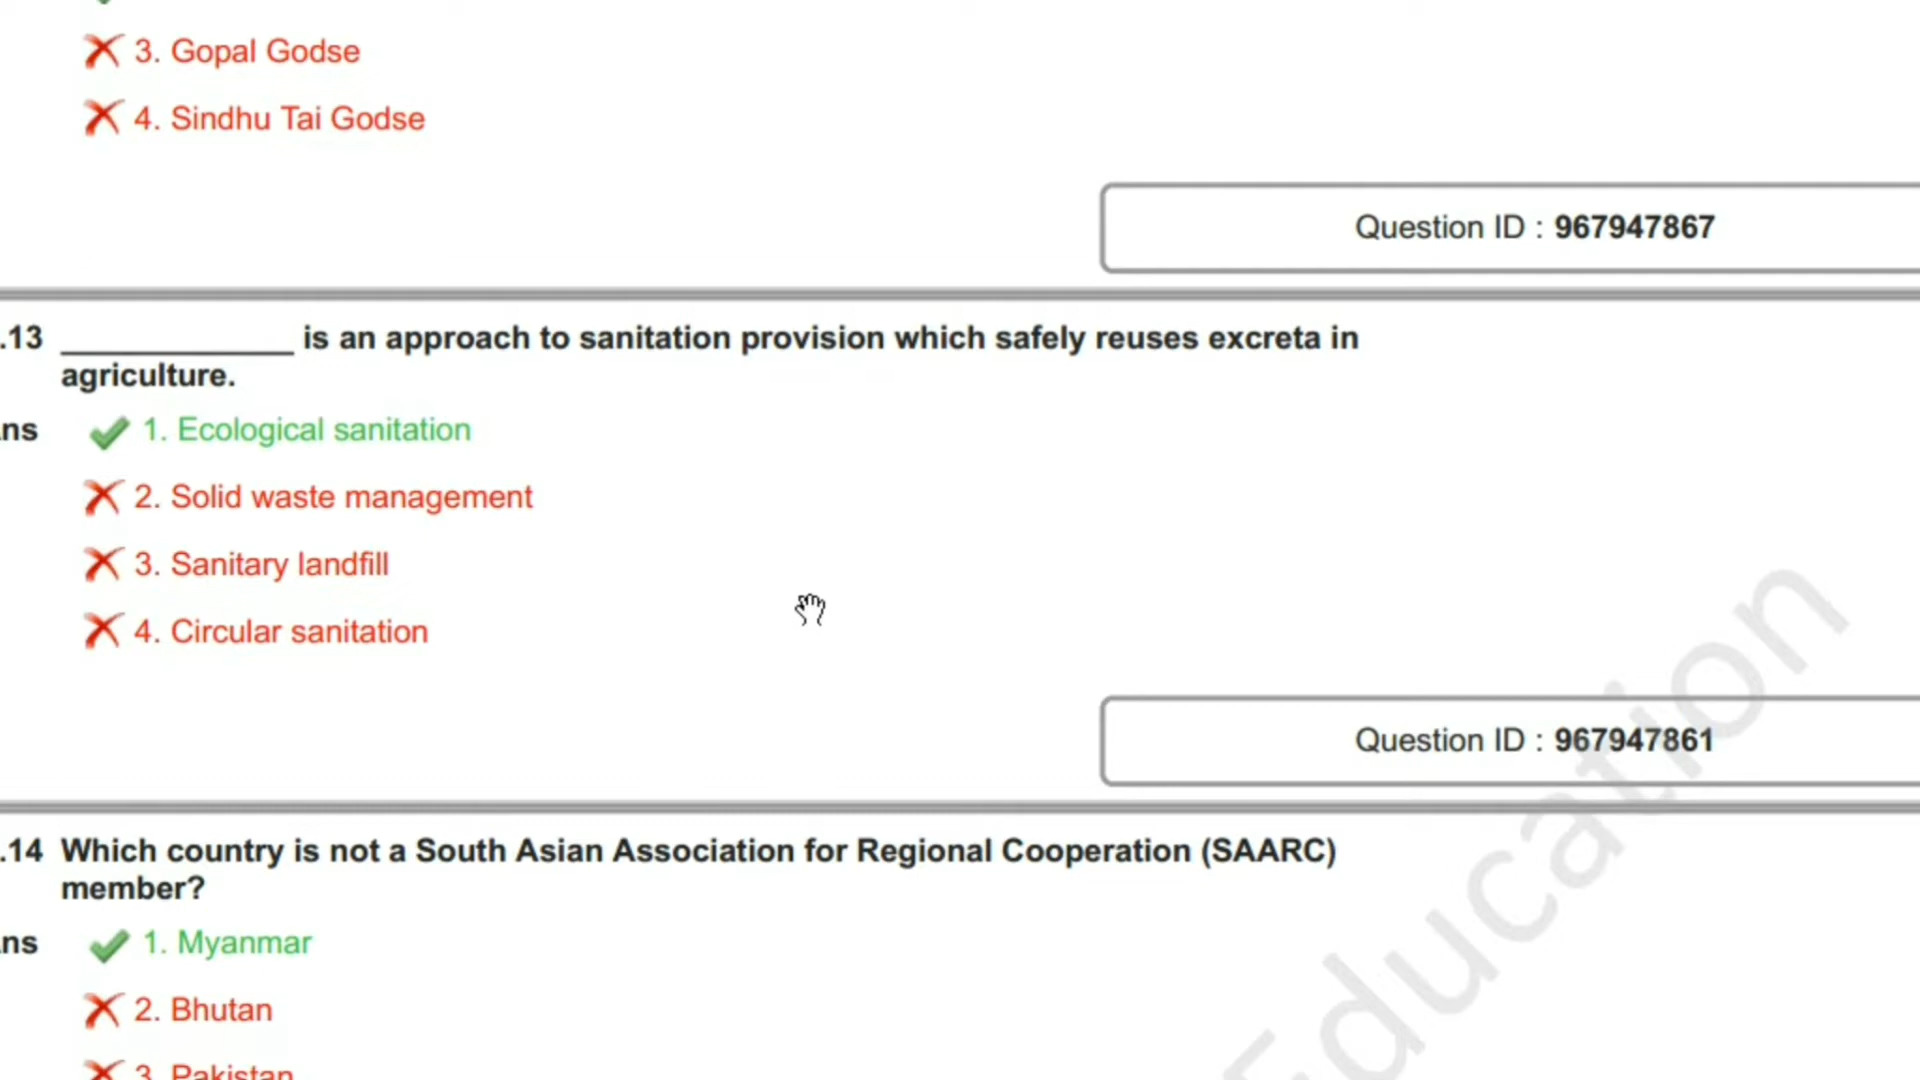 3. Gopal Godse
4. Sindhu Tai Godse
Question ID : 967947867
.13 _____________ is an approach to sanitation provision which safely reuses excreta in
agriculture.
ns 1. Ecological sanitation
2. Solid waste management
3. Sanitary landfill
4. Circular sanitation
Question ID : 967947861
.14 Which country is not a South Asian Association for Regional Cooperation (SAARC)
member?
ns 1. Myanmar
2. Bhutan
3. Pakistan
Education